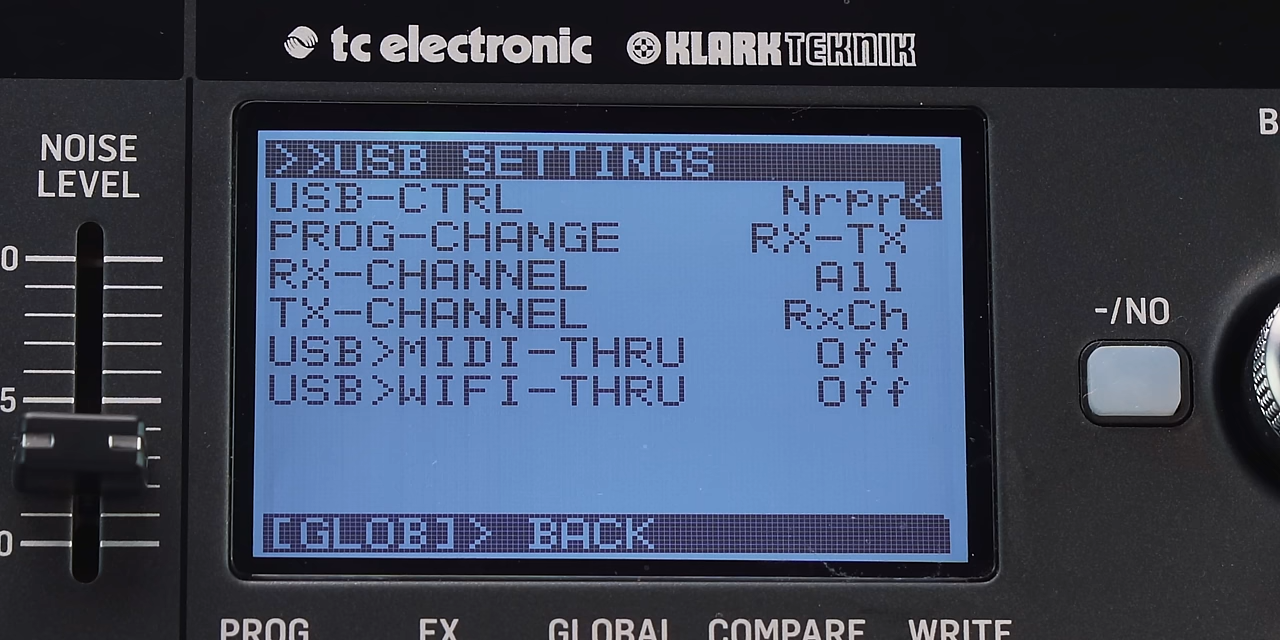 tc electronic KLARK TEKNIK
NOISE
LEVEL
>>USB SETTINGS
USB-CTRL Nrpn<
PROG-CHANGE RX-TX
RX-CHANNEL All
TX-CHANNEL RxCh
USB>MIDI-THRU Off
USB>WIFI-THRU Off
[GLOB]> BACK
-/NO
5
PROG FX GLOBAL COMPARE WRITE